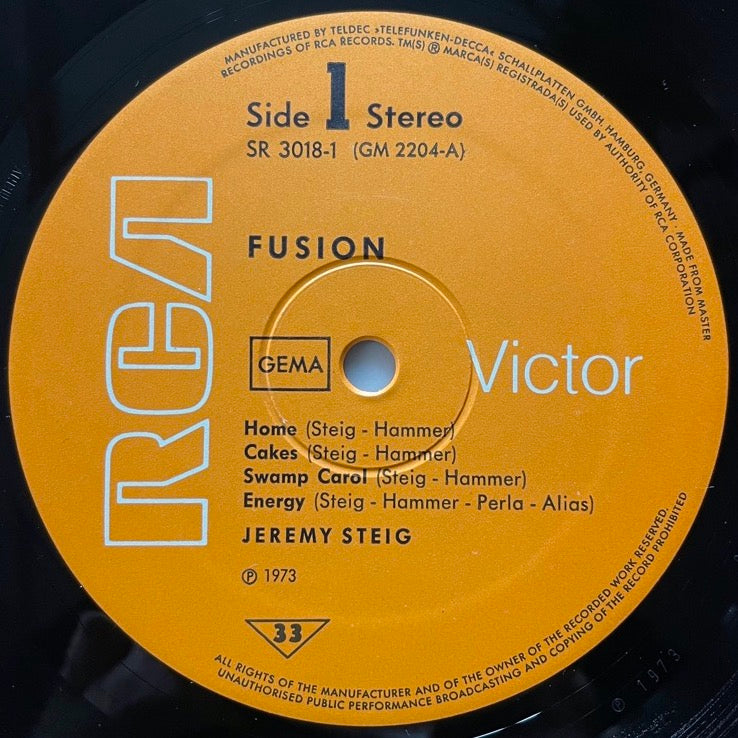 MANUFACTURED BY TELDEC »TELEFUNKEN-DECCA« SCHALLPLATTEN GMBH, HAMBURG, GERMANY · MADE FROM MASTER
RECORDINGS OF RCA RECORDS. TM(S) ® MARCA(S) REGISTRADA(S) USED BY AUTHORITY OF RCA CORPORATION
Side 1 Stereo
SR 3018-1 (GM 2204-A)
RCA
FUSION
GEMA
Victor
Home (Steig - Hammer)
Cakes (Steig - Hammer)
Swamp Carol (Steig - Hammer)
Energy (Steig - Hammer - Perla - Alias)
JEREMY STEIG
℗ 1973
33
ALL RIGHTS OF THE MANUFACTURER AND OF THE OWNER OF THE RECORDED WORK RESERVED.
UNAUTHORISED PUBLIC PERFORMANCE BROADCASTING AND COPYING OF THE RECORD PROHIBITED
℗ 1973